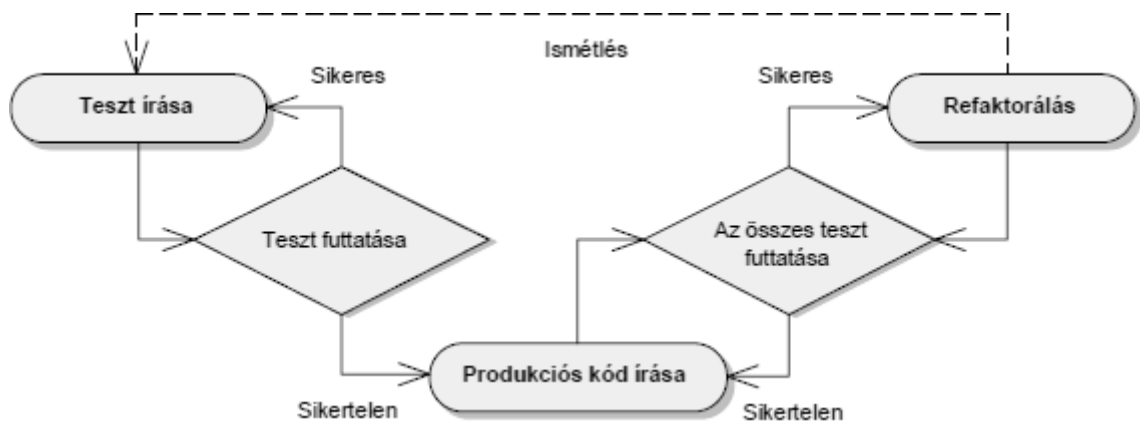 Ismétlés
Sikeres
Sikeres
Teszt írása
Refaktorálás
Teszt futtatása
Az összes teszt
futtatása
Produkciós kód írása
Sikertelen
Sikertelen